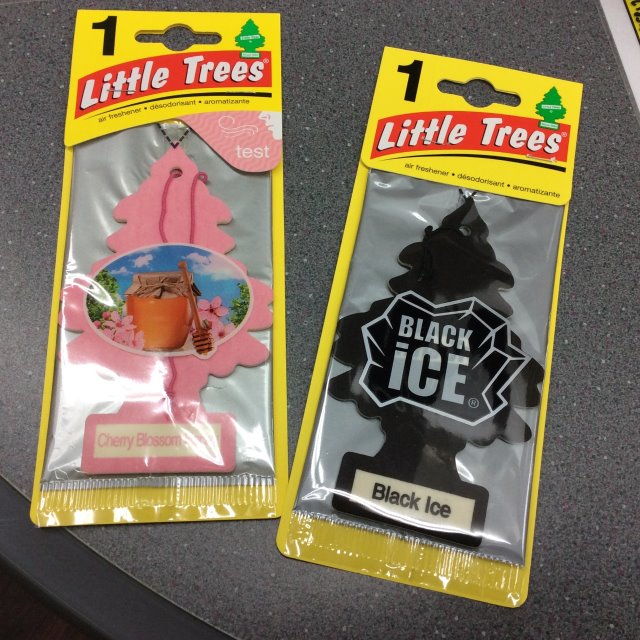 1
Little Trees®
air freshener • désodorisant • aromatizante
test
Cherry Blossom
1
Little Trees®
air freshener • désodorisant • aromatizante
BLACK
iCE®
Black Ice